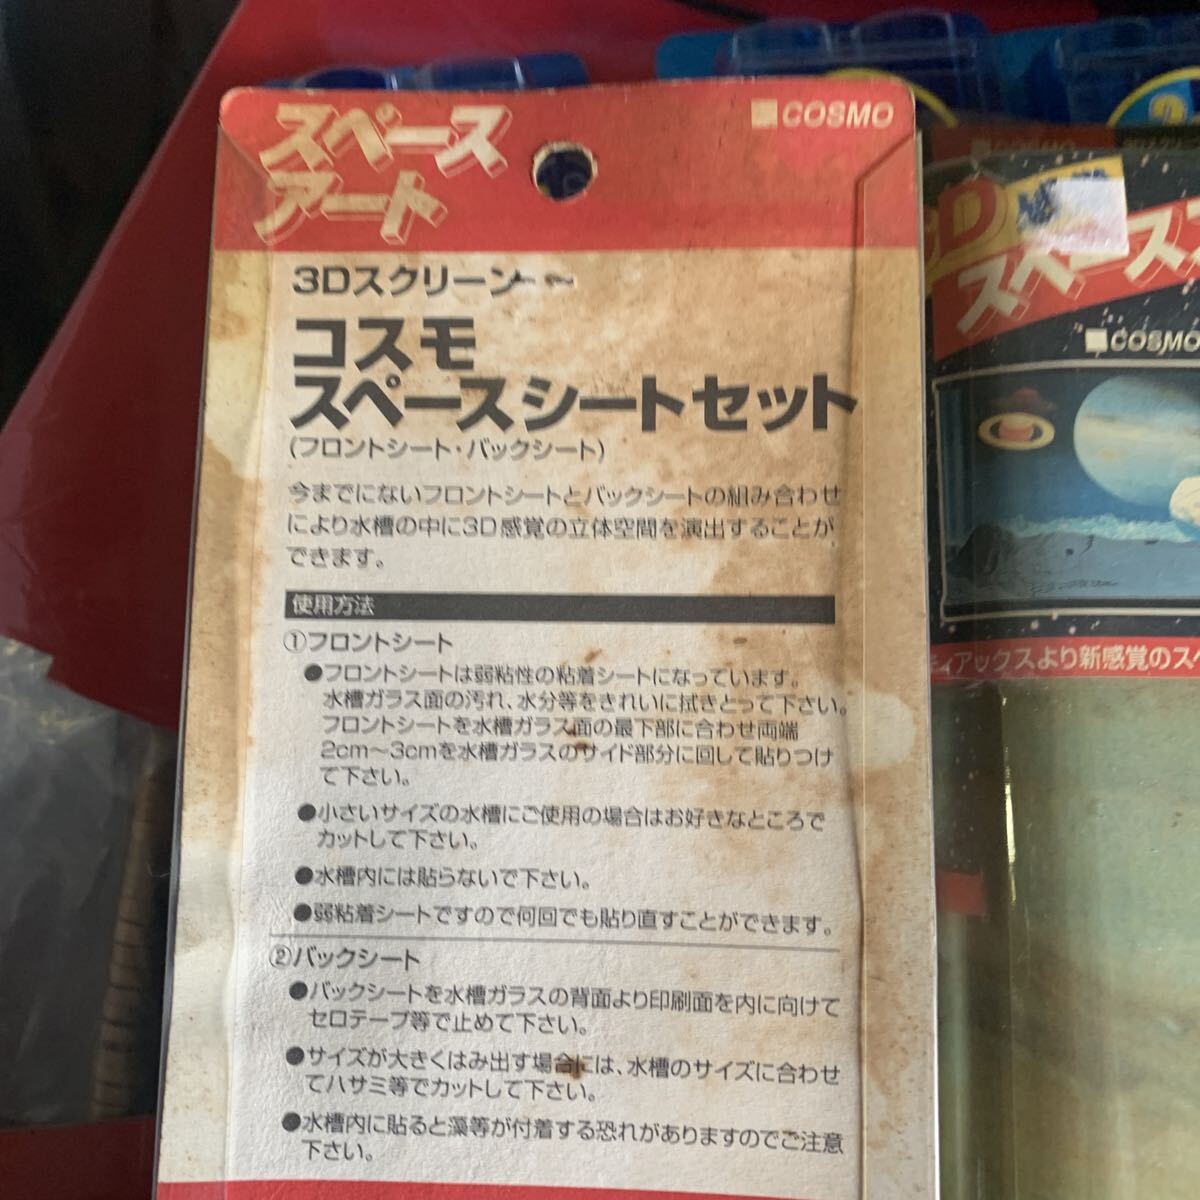 スペース
アート
COSMO
3Dスクリーン
コスモ
スペースシートセット
(フロントシート・バックシート)
今までにないフロントシートとバックシートの組み合わせ
により水槽の中に3D感覚の立体空間を演出することが
できます。
使用方法
①フロントシート
●フロントシートは弱粘性の粘着シートになっています。
水槽ガラス面の汚れ、水分等をきれいに拭きとって下さい。
フロントシートを水槽ガラス面の最下部に合わせ両端
2cm〜3cmを水槽ガラスのサイド部分に回して貼りつけ
て下さい。
●小さいサイズの水槽にご使用の場合はお好きなところで
カットして下さい。
●水槽内には貼らないで下さい。
●弱粘着シートですので何回でも貼り直すことができます。
②バックシート
●バックシートを水槽ガラスの背面より印刷面を内に向けて
セロテープ等で止めて下さい。
●サイズが大きくはみ出す場合には、水槽のサイズに合わせ
てハサミ等でカットして下さい。
●水槽内に貼ると藻等が付着する恐れがありますのでご注意
下さい。
COSMO
D
スペース
COSMO
ィアックスより新感覚のスペ